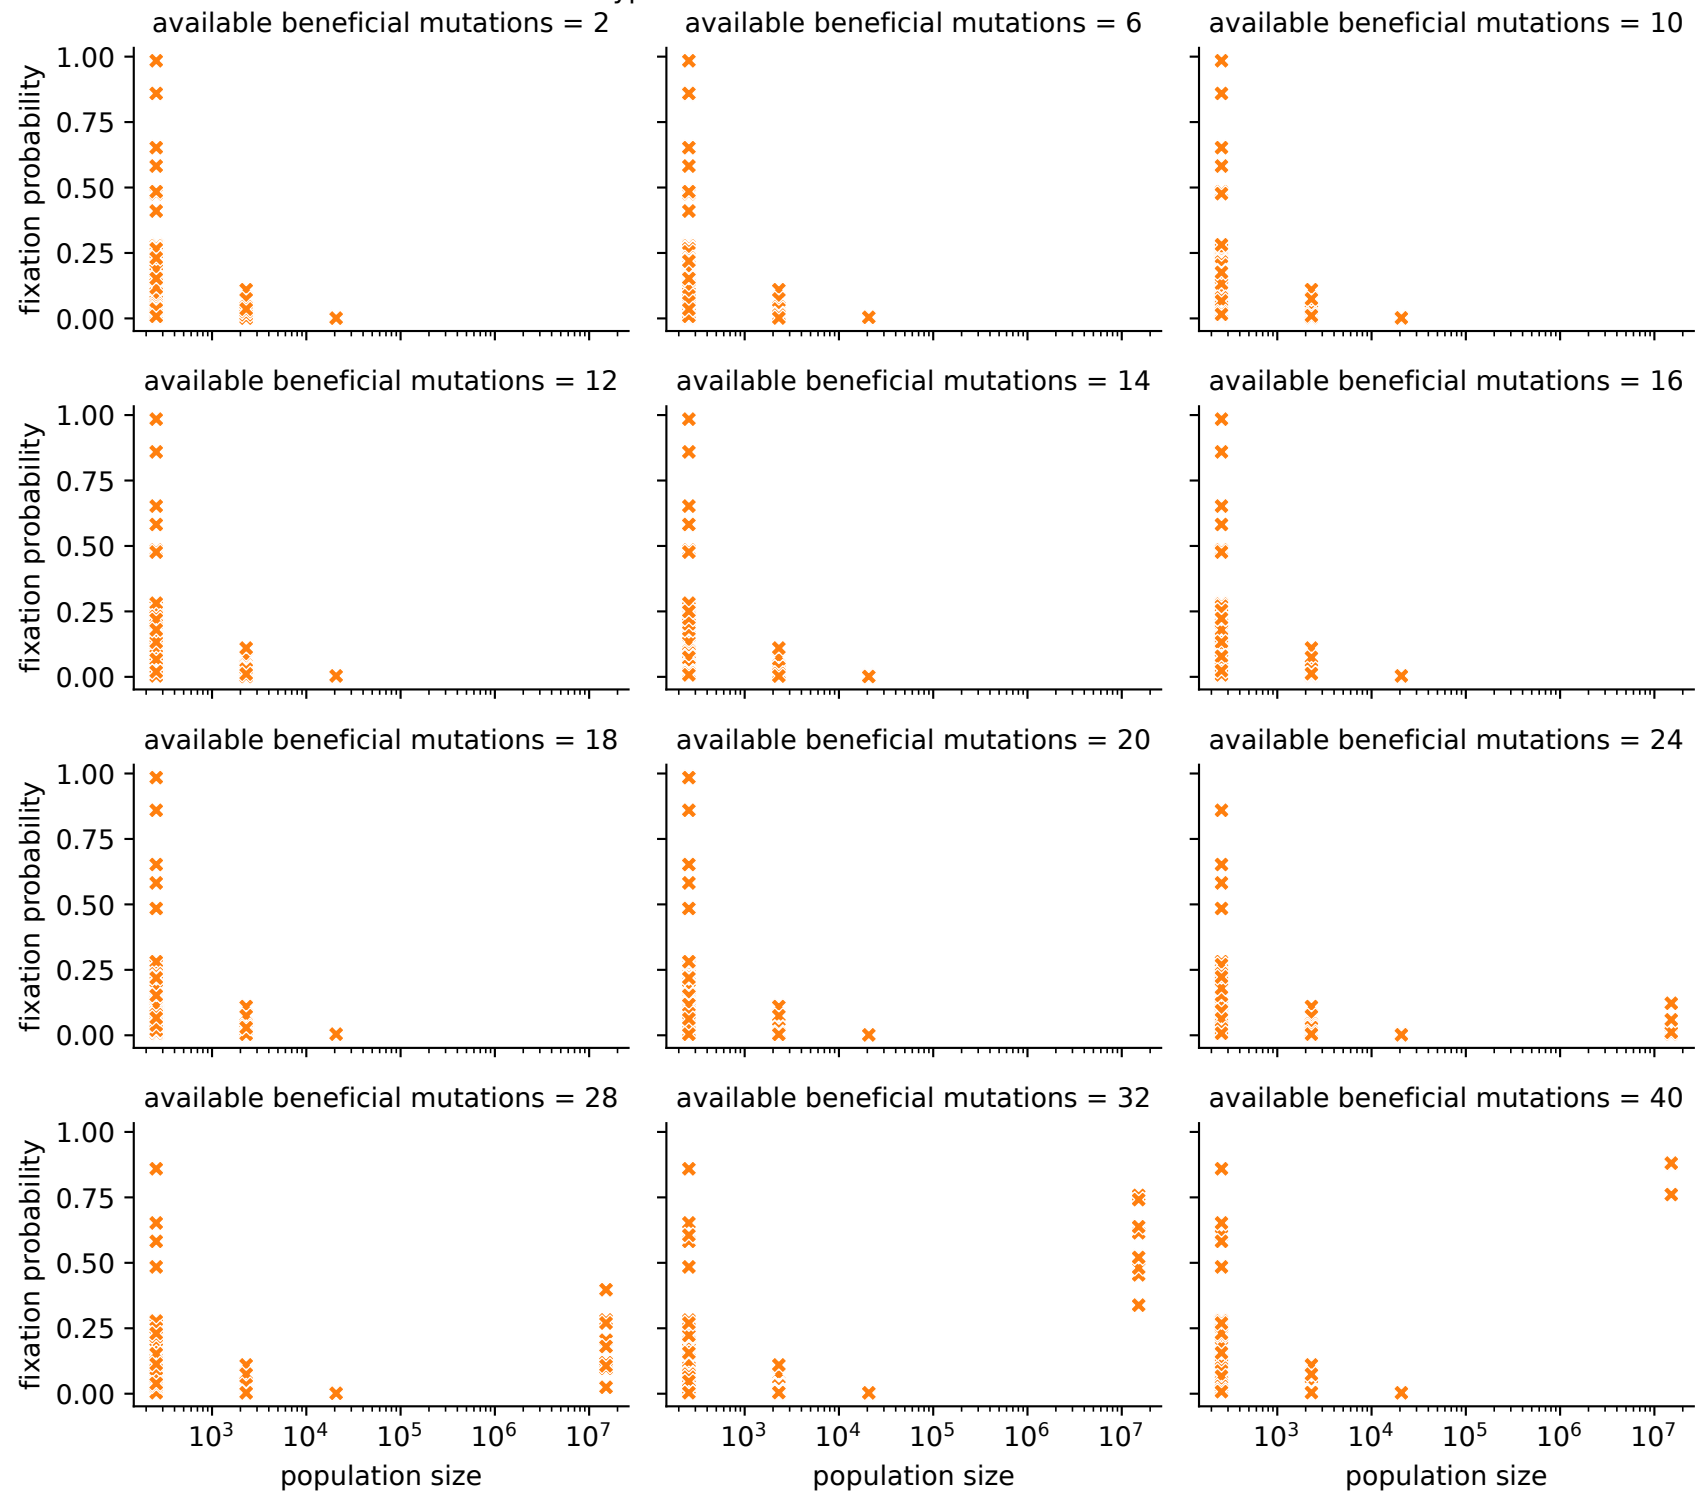 available beneficial mutations = 2
available beneficial mutations = 6
available beneficial mutations = 10
fixation probability
1.00
0.75
0.50
0.25
0.00
available beneficial mutations = 12
available beneficial mutations = 14
available beneficial mutations = 16
fixation probability
1.00
0.75
0.50
0.25
0.00
available beneficial mutations = 18
available beneficial mutations = 20
available beneficial mutations = 24
fixation probability
1.00
0.75
0.50
0.25
0.00
available beneficial mutations = 28
available beneficial mutations = 32
available beneficial mutations = 40
fixation probability
1.00
0.75
0.50
0.25
0.00
10³ 10⁴ 10⁵ 10⁶ 10⁷
10³ 10⁴ 10⁵ 10⁶ 10⁷
10³ 10⁴ 10⁵ 10⁶ 10⁷
population size
population size
population size